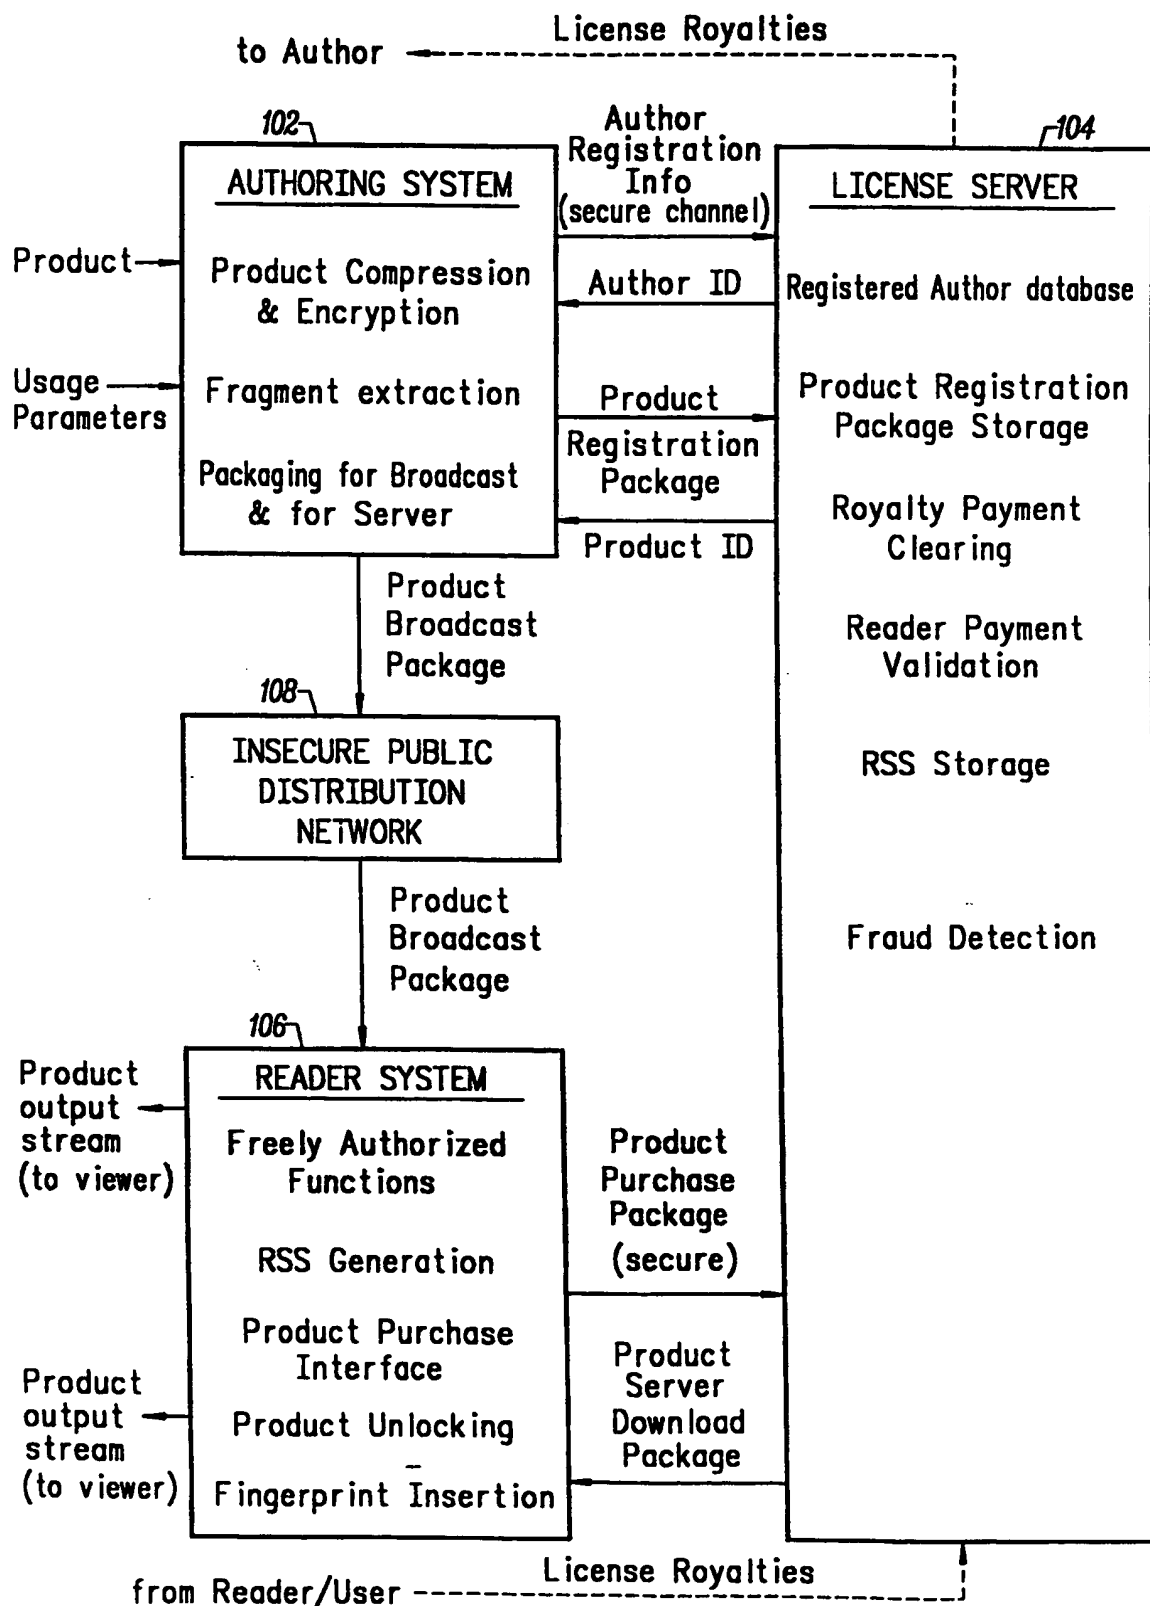 License Royalties
to Author
102
Author
Registration
Info
(secure channel)
104
AUTHORING SYSTEM
LICENSE SERVER
Product
Product Compression
& Encryption
Author ID
Registered Author database
Usage
Parameters
Fragment extraction
Product
Registration
Package
Product Registration
Package Storage
Packaging for Broadcast
& for Server
Product ID
Royalty Payment
Clearing
Product
Broadcast
Package
Reader Payment
Validation
108
INSECURE PUBLIC
DISTRIBUTION
NETWORK
RSS Storage
Product
Broadcast
Package
Fraud Detection
106
READER SYSTEM
Product
output
stream
(to viewer)
Freely Authorized
Functions
Product
Purchase
Package
(secure)
RSS Generation
Product Purchase
Interface
Product
Server
Download
Package
Product
output
stream
(to viewer)
Product Unlocking
Fingerprint Insertion
License Royalties
from Reader/User